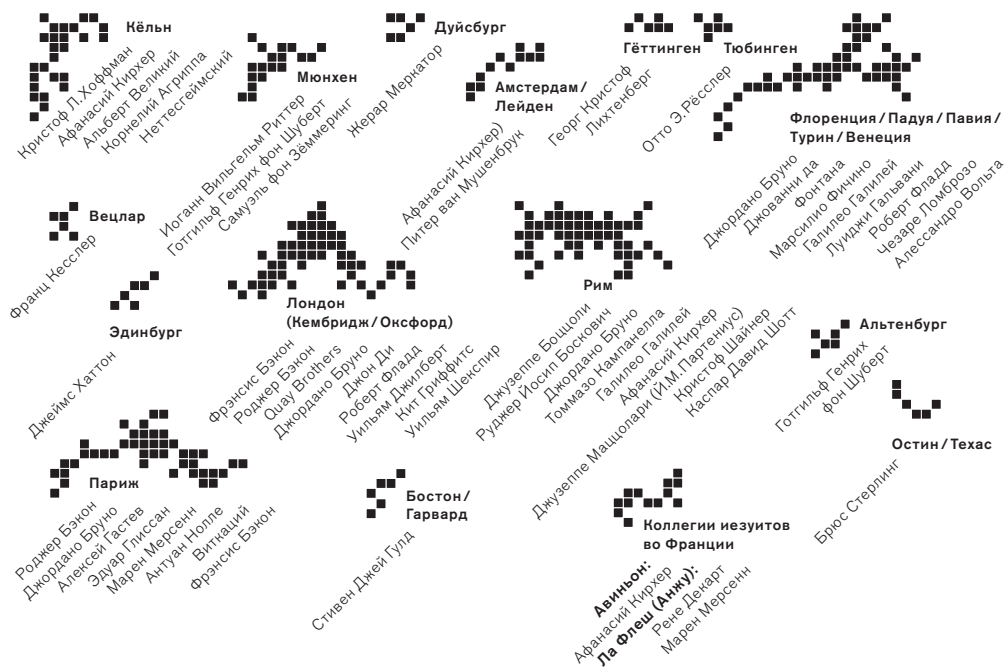 Кёльн
Кристоф Л.Хоффман
Афанасий Кирхер
Альберт Великий
Корнелий Агриппа
Неттесгеймский
Мюнхен
Иоганн Вильгельм Риттер
Готгильф Генрих фон Шуберт
Самуэль фон Зёммеринг
Дуйсбург
Жерар Меркатор
Амстердам/
Лейден
(Афанасий Кирхер)
Питер ван Мушенбрук
Гёттинген
Георг Кристоф
Лихтенберг
Тюбинген
Отто Э.Рёсслер
Флоренция / Падуя / Павия /
Турин / Венеция
Джордано Бруно
Джованни да
Фонтана
Марсилио Фичино
Галилео Галилей
Луиджи Гальвани
Роберт Фладд
Чезаре Ломброзо
Алессандро Вольта
Вецлар
Франц Кесслер
Эдинбург
Джеймс Хаттон
Лондон
(Кембридж / Оксфорд)
Фрэнсис Бэкон
Роджер Бэкон
Quay Brothers
Джордано Бруно
Джон Ди
Роберт Фладд
Уильям Джилберт
Кит Гриффитс
Уильям Шекспир
Рим
Джузеппе Боццоли
Руджер Йосип Боскович
Джордано Бруно
Томмазо Кампанелла
Галилео Галилей
Афанасий Кирхер
Джузеппе Маццолари (И.М. Партениус)
Кристоф Шайнер
Каспар Давид Шотт
Альтенбург
Готгильф Генрих
фон Шуберт
Остин / Техас
Брюс Стерлинг
Париж
Роджер Бэкон
Джордано Бруно
Алексей Гастев
Эдуар Глиссан
Марен Мерсенн
Антуан Нолле
Виткаций
Фрэнсис Бэкон
Бостон /
Гарвард
Стивен Джей Гулд
Коллегии иезуитов
во Франции
Авиньон:
Афанасий Кирхер
Ла Флеш (Анжу):
Рене Декарт
Марен Мерсенн